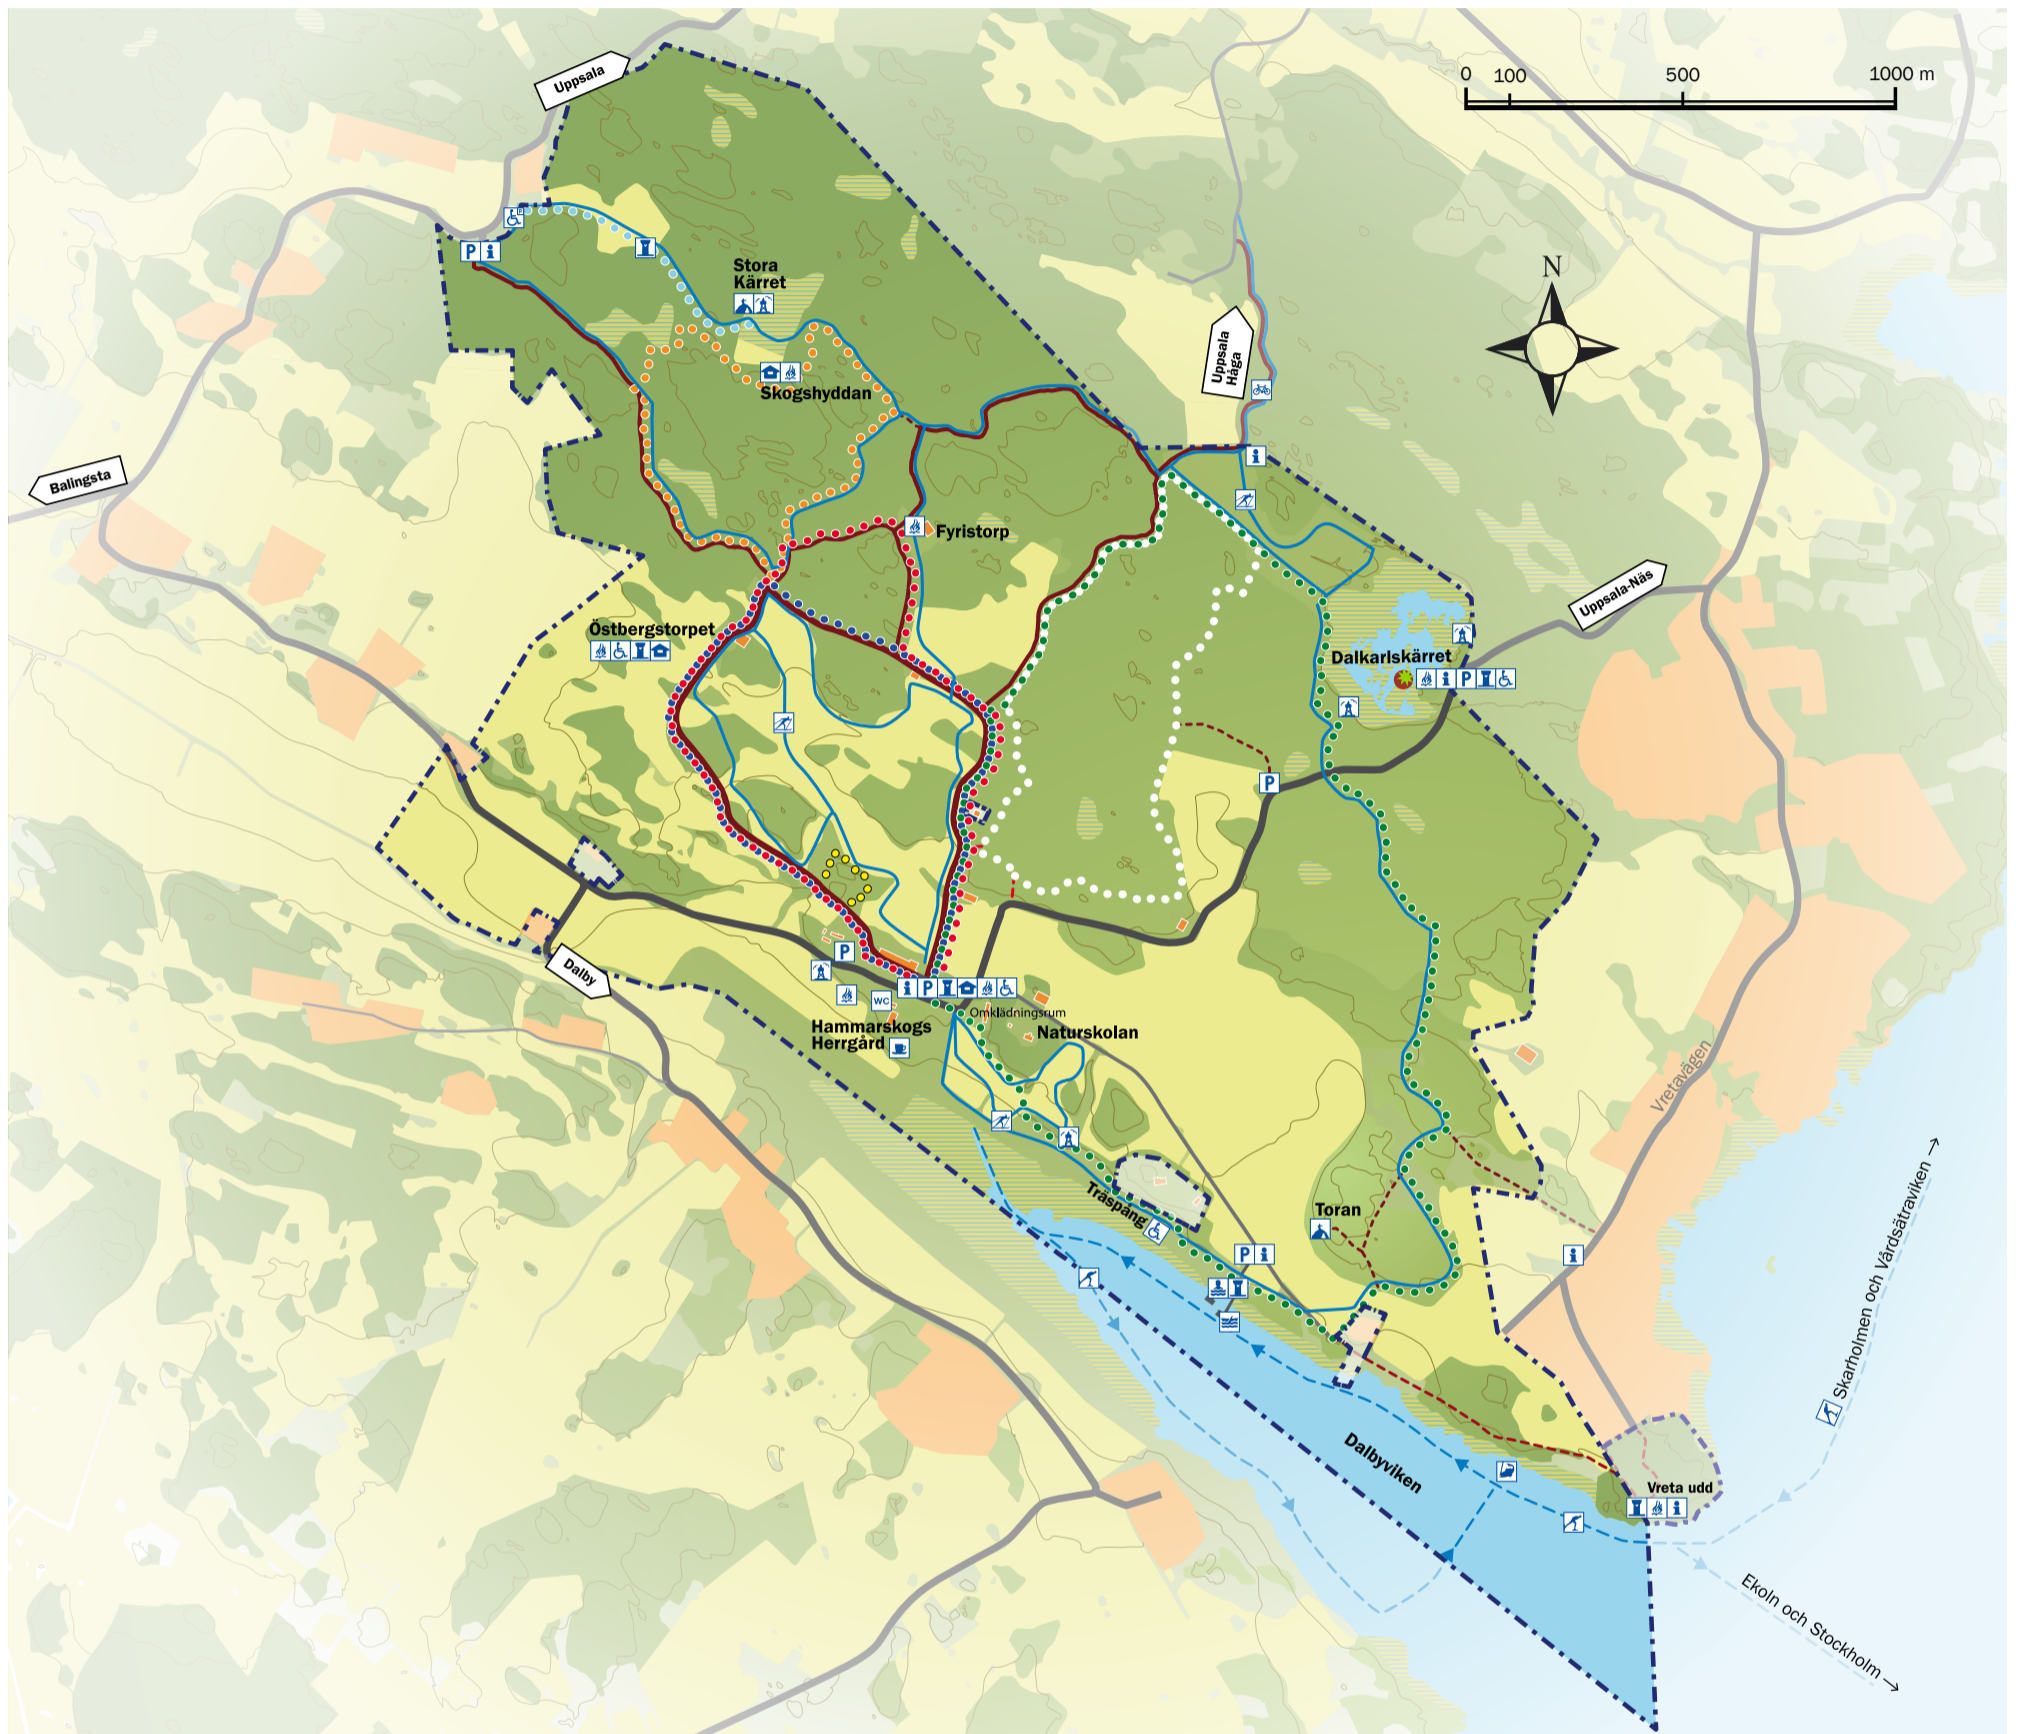 Uppsala
0 100 500 1000 m
N
P
P
Stora
Kärret
Skogshyddan
Uppsala
Håga
Balingsta
Fyristorp
Uppsala-Näs
Östbergstorpet
Dalkarlskärret
P
P
P
Dalby
P
WC
Omklädningsrum
Hammarskogs
Herrgård
Naturskolan
Vretavägen
Träspång
Toran
P
Skarholmen och Vårdsätraviken
Dalbyviken
Vreta udd
Ekoln och Stockholm